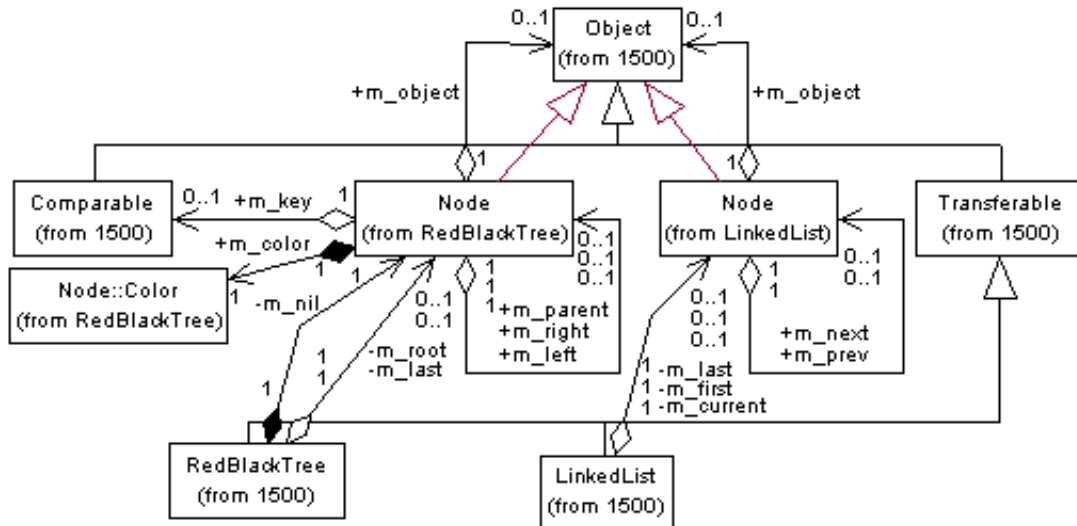 0..1
Object
(from 1500)
0..1
+m_object
+m_object
1
1
Comparable
(from 1500)
0..1
+m_key
1
Node
(from RedBlackTree)
Node
(from LinkedList)
Transferable
(from 1500)
+m_color
1
1
Node::Color
(from RedBlackTree)
1
-m_nil
1
0..1
0..1
-m_root
-m_last
1
1
1
1
1
0..1
0..1
0..1
+m_parent
+m_right
+m_left
0..1
0..1
0..1
1
1
0..1
0..1
+m_next
+m_prev
1 -m_last
1 -m_first
1 -m_current
1
RedBlackTree
(from 1500)
LinkedList
(from 1500)